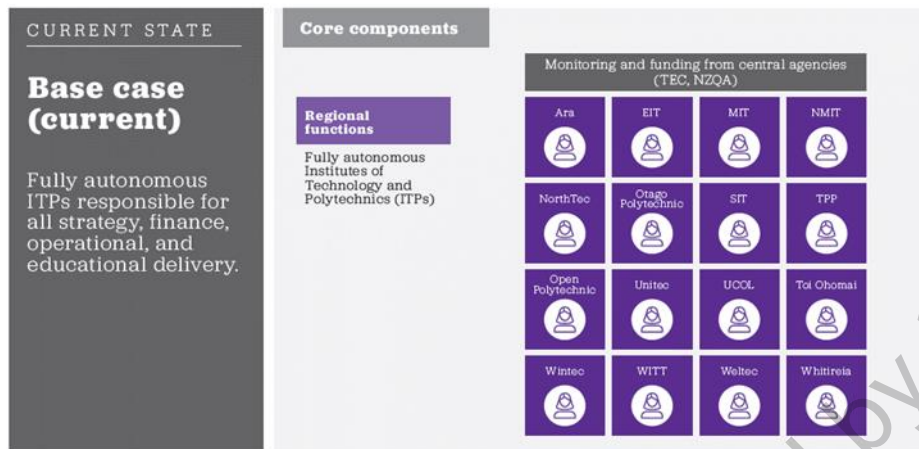 CURRENT STATE
Base case
(current)
Fully autonomous
ITPs responsible for
all strategy, finance,
operational, and
educational delivery.
Core components
Regional
functions
Fully autonomous
Institutes of
Technology and
Polytechnics (ITPs)
Monitoring and funding from central agencies
(TEC, NZQA)
Ara
EIT
MIT
NMIT
NorthTec
Otago
Polytechnic
SIT
TPP
Open
Polytechnic
Unitec
UCOL
Toi Ohomai
Wintec
WITT
Weltec
Whitireia
by